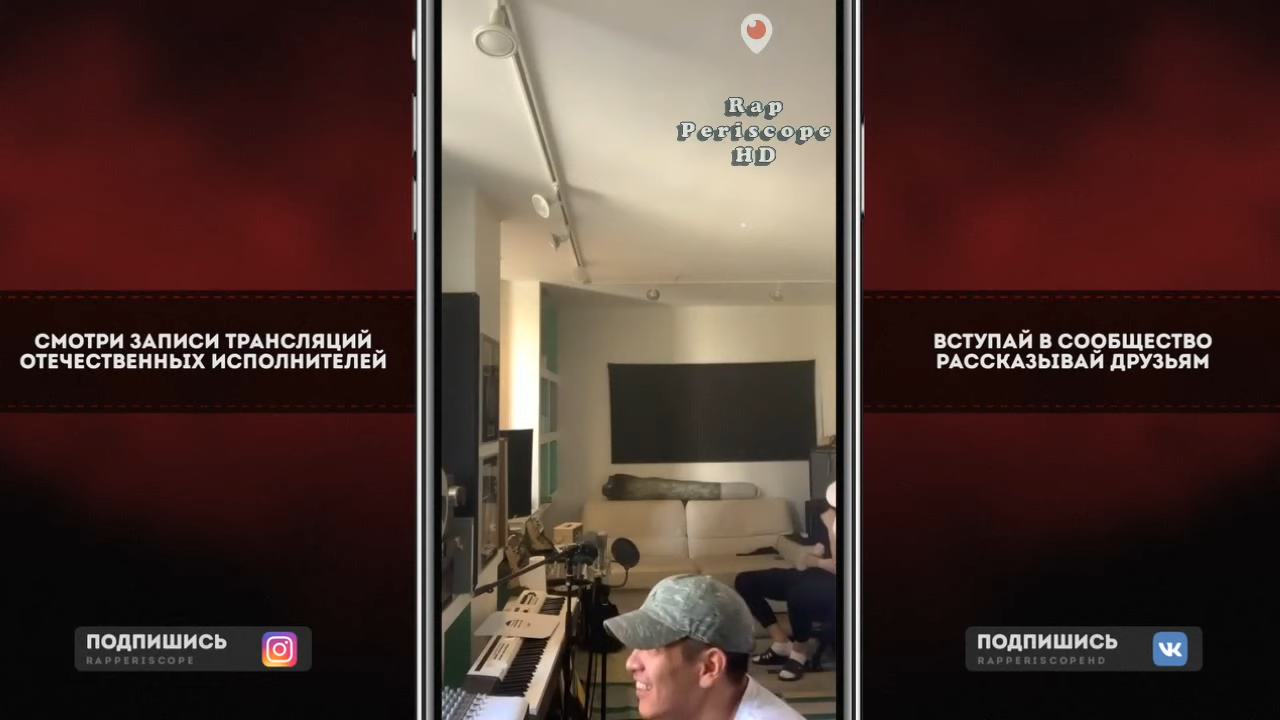 Rap
Periscope
HD
СМОТРИ ЗАПИСИ ТРАНСЛЯЦИЙ
ОТЕЧЕСТВЕННЫХ ИСПОЛНИТЕЛЕЙ
ВСТУПАЙ В СООБЩЕСТВО
РАССКАЗЫВАЙ ДРУЗЬЯМ
ПОДПИШИСЬ
RAPPERISCOPE
ПОДПИШИСЬ
RAPPERISCOPEHD